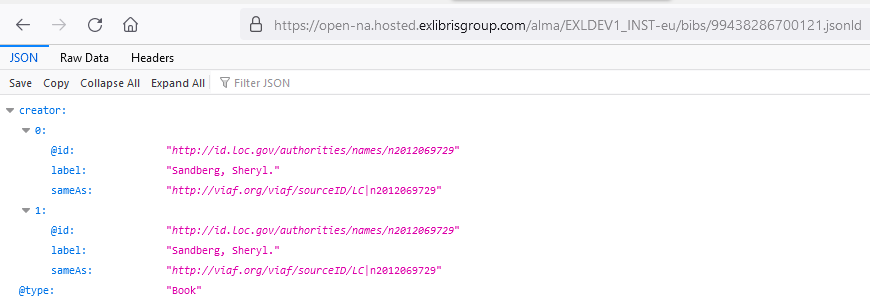 https://open-na.hosted.exlibrisgroup.com/alma/EXLDEV1_INST-eu/bibs/99438286700121.jsonld
JSON Raw Data Headers
Save Copy Collapse All Expand All Filter JSON
creator:
0:
@id: "http://id.loc.gov/authorities/names/n2012069729"
label: "Sandberg, Sheryl."
sameAs: "http://viaf.org/viaf/sourceID/LC|n2012069729"
1:
@id: "http://id.loc.gov/authorities/names/n2012069729"
label: "Sandberg, Sheryl."
sameAs: "http://viaf.org/viaf/sourceID/LC|n2012069729"
@type: "Book"